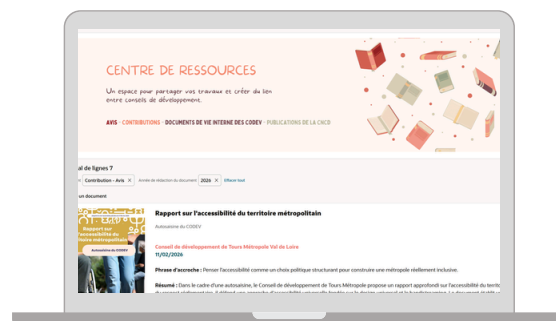 CENTRE DE RESSOURCES
Un espace pour partager vos travaux et créer du lien
entre conseils de développement.
AVIS - CONTRIBUTIONS - DOCUMENTS DE VIE INTERNE DES CODEV - PUBLICATIONS DE LA CNCD
al de lignes 7
Contribution - Avis × Année de rédaction du document 2026 × Effacer tout
un document
Rapport sur l'accessibilité du territoire métropolitain
Autosaisine du CODEV
Rapport sur
l'accessibilité du
territoire métropolitain
Autosaisine du CODEV
Conseil de développement de Tours Métropole Val de Loire
11/02/2026
Phrase d'accroche : Penser l'accessibilité comme un choix politique structurant pour construire une métropole réellement inclusive.
Résumé : Dans le cadre d'une autosaisine, le Conseil de développement de Tours Métropole propose un rapport approfondi sur l'accessibilité du territo